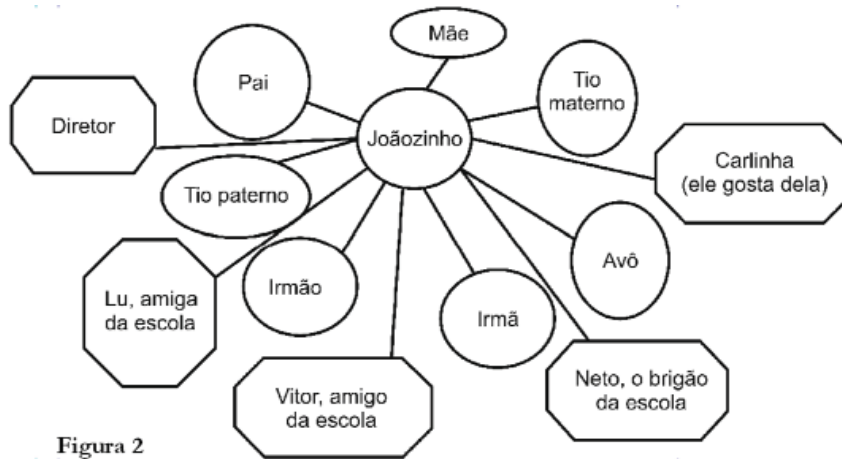 Mãe
Pai
Tio
materno
Diretor
Joãozinho
Carlinha
(ele gosta dela)
Tio paterno
Avô
Lu, amiga
da escola
Irmão
Irmã
Vitor, amigo
da escola
Neto, o brigão
da escola
Figura 2